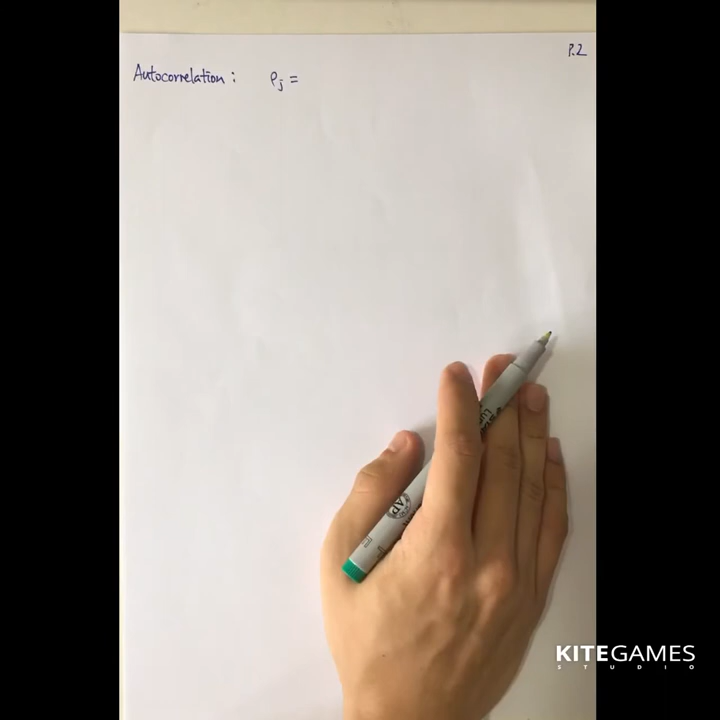 P.2
Autocorrelation : ρj =
KITEGAMES
STUDIO